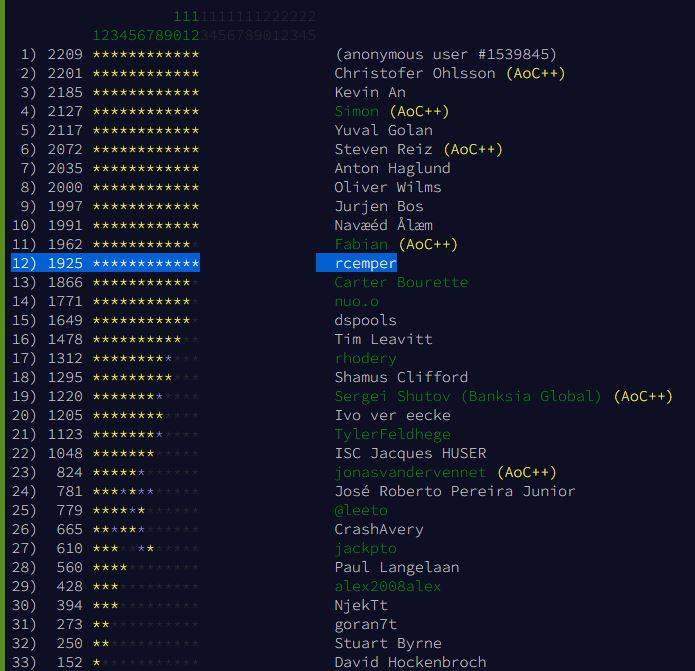 1111111111222222
1234567890123456789012345
1) 2209 ************ (anonymous user #1539845)
2) 2201 ************ Christofer Ohlsson (AoC++)
3) 2185 ************ Kevin An
4) 2127 ************ Simon (AoC++)
5) 2117 ************ Yuval Golan
6) 2072 ************ Steven Reiz (AoC++)
7) 2035 ************ Anton Haglund
8) 2000 ************ Oliver Wilms
9) 1997 ************ Jurjen Bos
10) 1991 ************ Navæéd Ålæm
11) 1962 ************ Fabian (AoC++)
12) 1925 ************ rcemper
13) 1866 ************ Carter Bourette
14) 1771 ************ nuo.o
15) 1649 ************ dspools
16) 1478 ************ Tim Leavitt
17) 1312 ************ rhodery
18) 1295 ************ Shamus Clifford
19) 1220 ************ Sergei Shutov (Banksia Global) (AoC++)
20) 1205 ************ Ivo ver eecke
21) 1123 ************ TylerFeldhege
22) 1048 ************ ISC Jacques HUSER
23) 824 ************ jonasvandervennet (AoC++)
24) 781 ************ José Roberto Pereira Junior
25) 779 ************ @leeto
26) 665 ************ CrashAvery
27) 610 ************ jackpto
28) 560 ************ Paul Langelaan
29) 428 ************ alex2008alex
30) 394 ************ NjekTt
31) 273 ************ goran7t
32) 250 ************ Stuart Byrne
33) 152 ************ David Hockenbroch